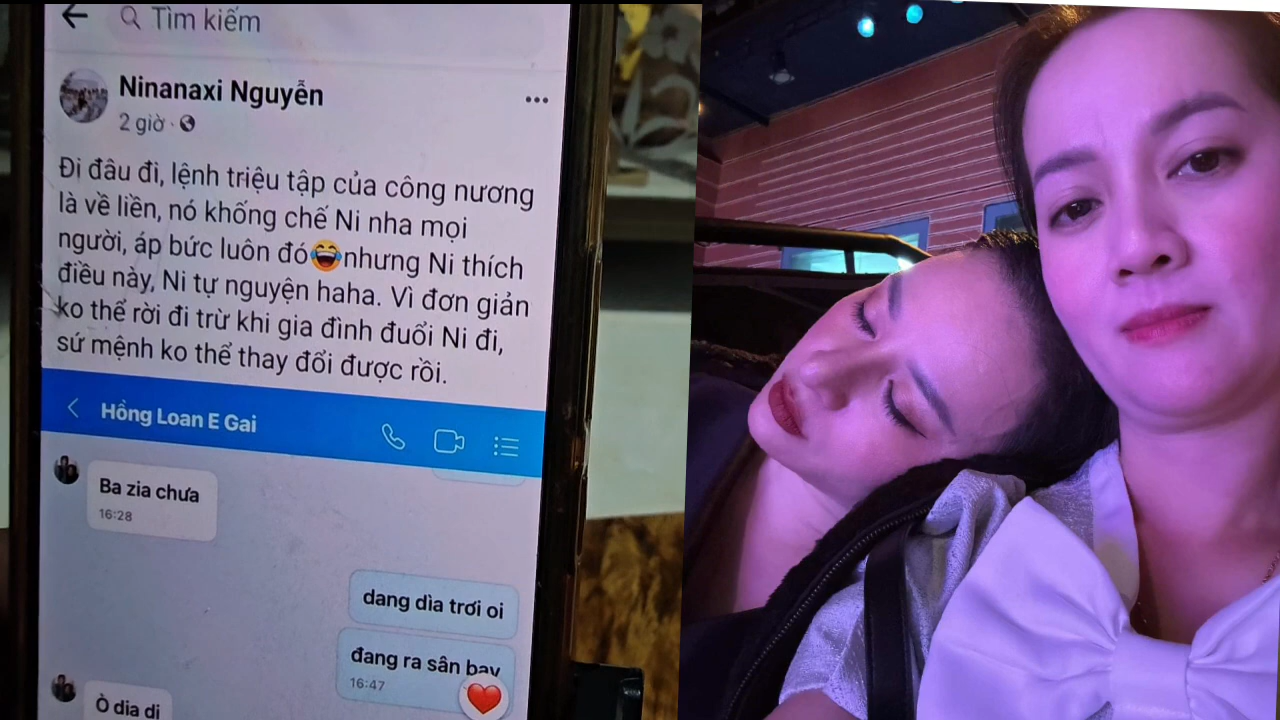 Tìm kiếm
Ninanaxi Nguyễn
2 giờ
Đi đâu đi, lệnh triệu tập của công nương
là về liền, nó khống chế Ni nha mọi
người, áp bức luôn đó😂nhưng Ni thích
điều này, Ni tự nguyện haha. Vì đơn giản
ko thể rời đi trừ khi gia đình đuổi Ni đi,
sứ mệnh ko thể thay đổi được rồi.
Hồng Loan E Gai
Ba zia chưa
16:28
dang dìa trơi oi
đang ra sân bay
16:47
Ò dia di